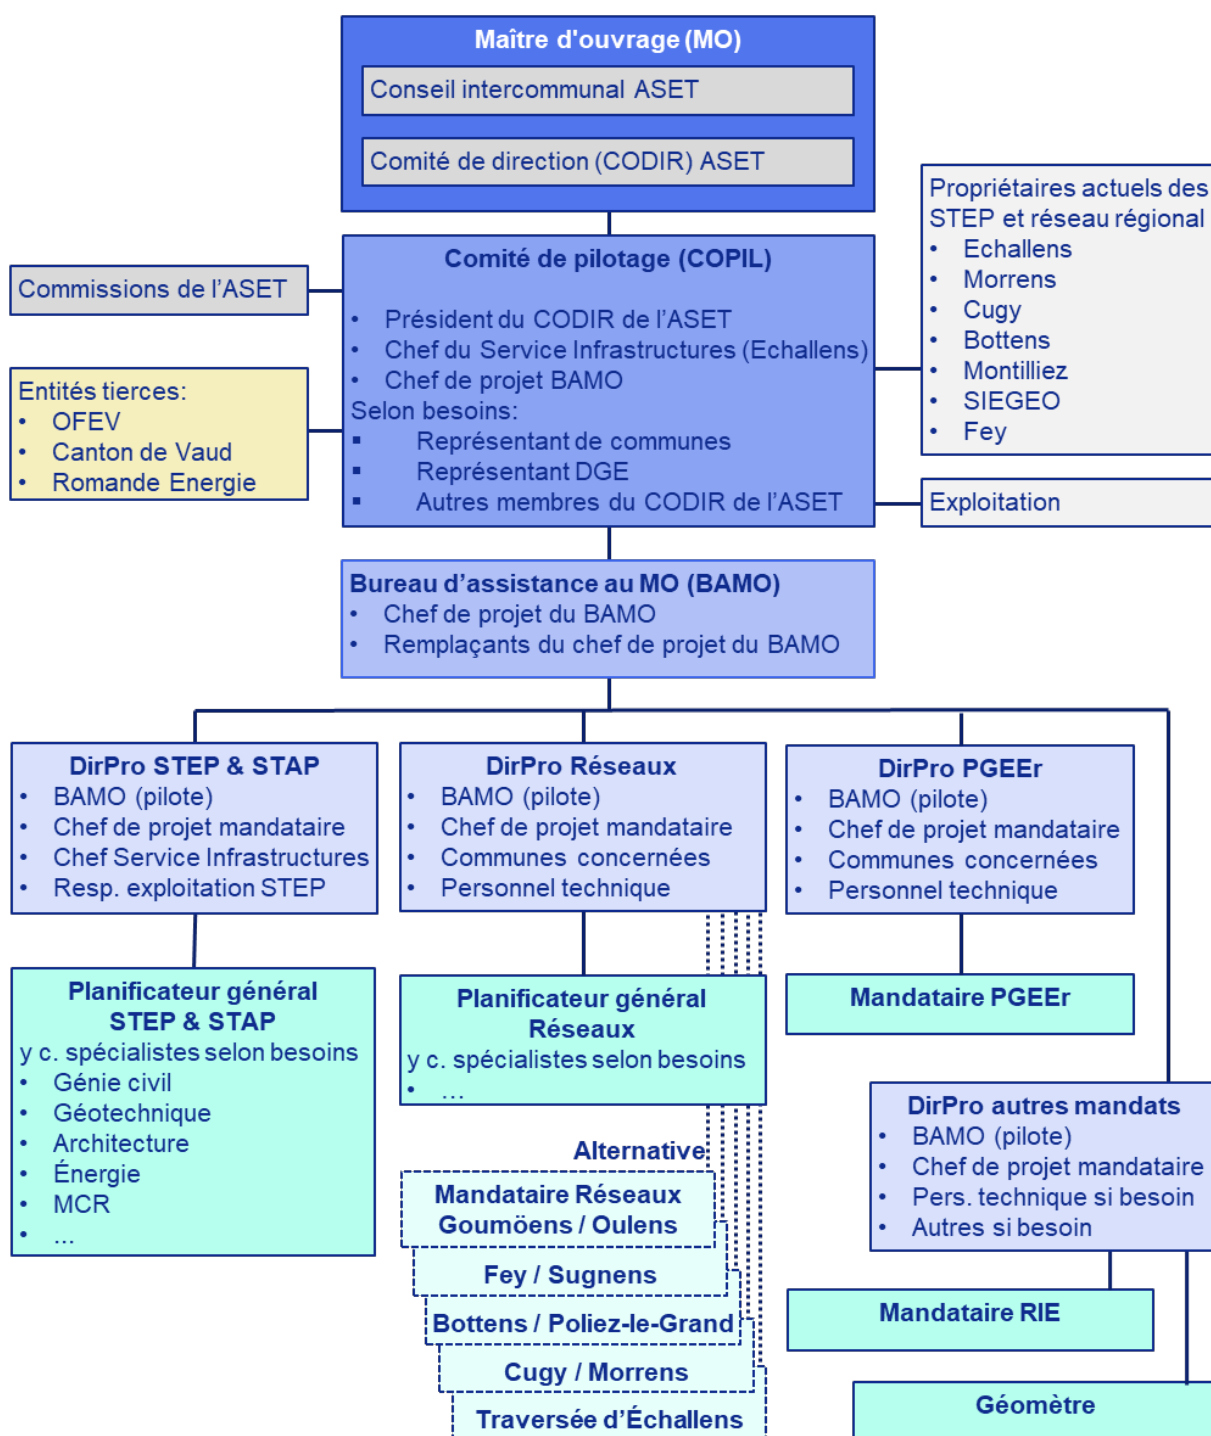 Maître d'ouvrage (MO)
Conseil intercommunal ASET
Comité de direction (CODIR) ASET
Comité de pilotage (COPIL)
• Président du CODIR de l'ASET
• Chef du Service Infrastructures (Echallens)
• Chef de projet BAMO
Selon besoins:
▪ Représentant de communes
▪ Représentant DGE
▪ Autres membres du CODIR de l'ASET
Commissions de l'ASET
Entités tierces:
• OFEV
• Canton de Vaud
• Romande Energie
Propriétaires actuels des
STEP et réseau régional
• Echallens
• Morrens
• Cugy
• Bottens
• Montilliez
• SIEGEO
• Fey
Exploitation
Bureau d'assistance au MO (BAMO)
• Chef de projet du BAMO
• Remplaçants du chef de projet du BAMO
DirPro STEP & STAP
• BAMO (pilote)
• Chef de projet mandataire
• Chef Service Infrastructures
• Resp. exploitation STEP
DirPro Réseaux
• BAMO (pilote)
• Chef de projet mandataire
• Communes concernées
• Personnel technique
DirPro PGEEr
• BAMO (pilote)
• Chef de projet mandataire
• Communes concernées
• Personnel technique
Planificateur général
STEP & STAP
y c. spécialistes selon besoins
• Génie civil
• Géotechnique
• Architecture
• Énergie
• MCR
• ...
Planificateur général
Réseaux
y c. spécialistes selon besoins
• ...
Mandataire PGEEr
Alternative
Mandataire Réseaux
Goumöens / Oulens
Fey / Sugnens
Bottens / Poliez-le-Grand
Cugy / Morrens
Traversée d'Échallens
DirPro autres mandats
• BAMO (pilote)
• Chef de projet mandataire
• Pers. technique si besoin
• Autres si besoin
Mandataire RIE
Géomètre